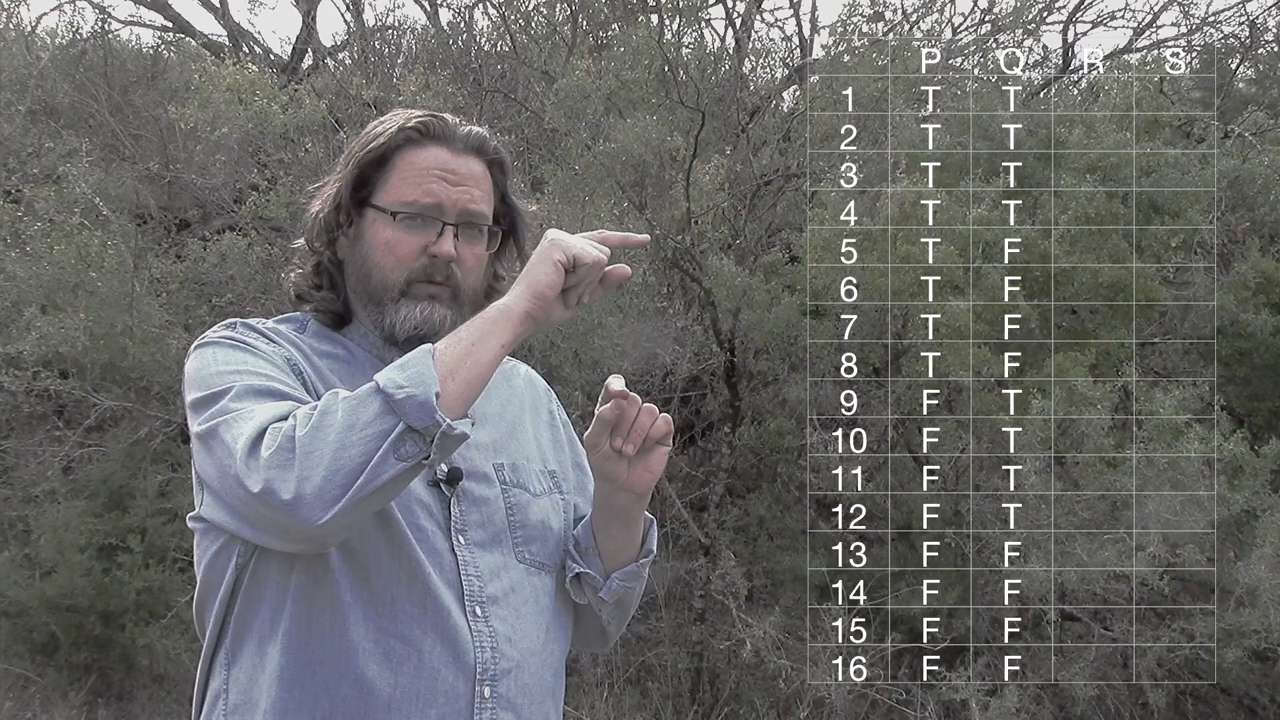 P Q R S
1 T T
2 T T
3 T T
4 T T
5 T F
6 T F
7 T F
8 T F
9 F T
10 F T
11 F T
12 F T
13 F F
14 F F
15 F F
16 F F